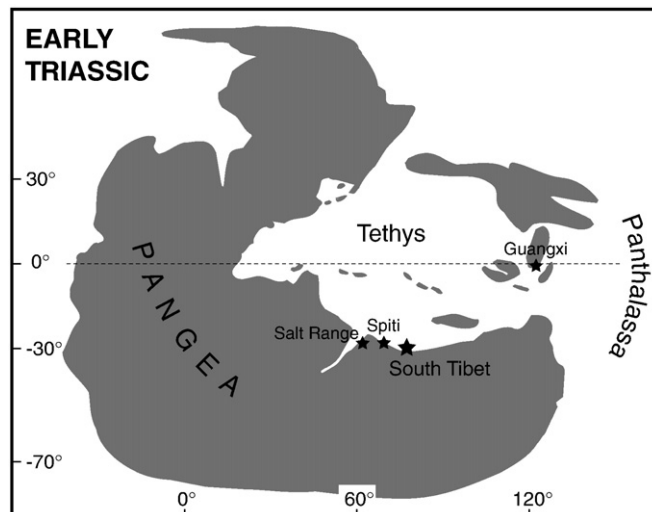 EARLY
TRIASSIC
30°
Tethys
Guangxi
Panthalassa
0°
PANGEA
Salt Range
Spiti
-30°
South Tibet
-70°
0°
60°
120°